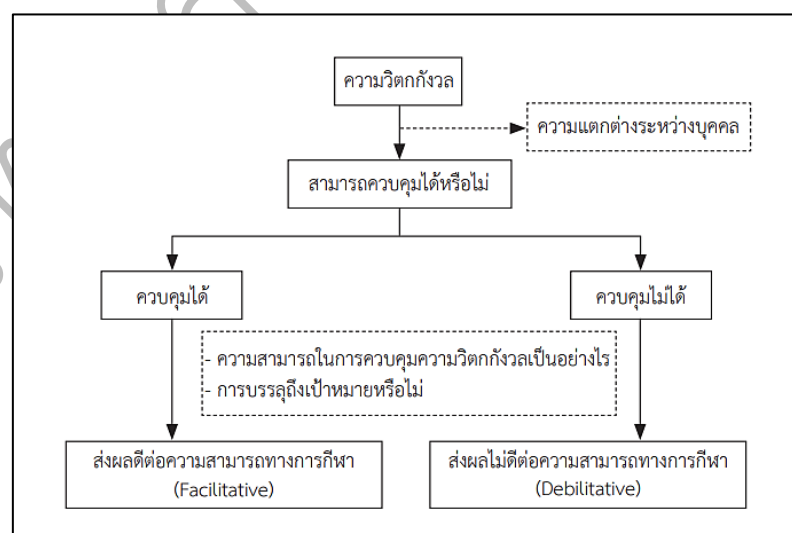 ความวิตกกังวล
ความแตกต่างระหว่างบุคคล
สามารถควบคุมได้หรือไม่
ควบคุมได้
ควบคุมไม่ได้
- ความสามารถในการควบคุมความวิตกกังวลเป็นอย่างไร
- การบรรลุถึงเป้าหมายหรือไม่
ส่งผลดีต่อความสามารถทางการกีฬา
(Facilitative)
ส่งผลไม่ดีต่อความสามารถทางการกีฬา
(Debilitative)